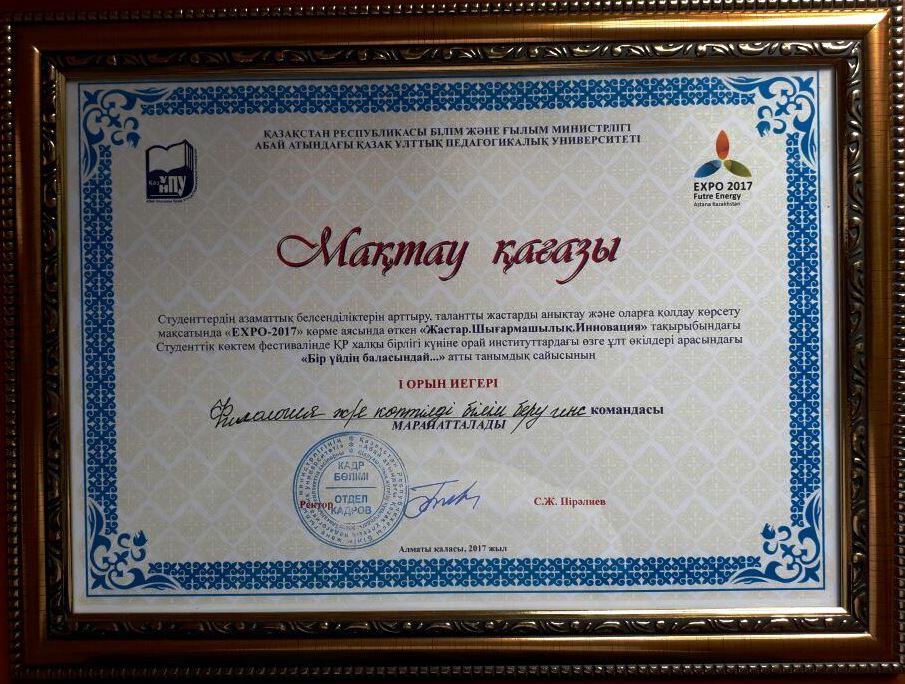 ҚАЗАҚСТАН РЕСПУБЛИКАСЫ БІЛІМ ЖӘНЕ ҒЫЛЫМ МИНИСТРЛІГІ
АБАЙ АТЫНДАҒЫ ҚАЗАҚ ҰЛТТЫҚ ПЕДАГОГИКАЛЫҚ УНИВЕРСИТЕТІ
Қаз ҰНПУ
EXPO 2017
Futre Energy
Astana Kazakhstan
Мақтау қағазы
Студенттердің азаматтық белсенділіктерін арттыру, талантты жастарды анықтау және оларға қолдау көрсету
мақсатында «EXPO-2017» көрме аясында өткен «Жастар.Шығармашылық.Инновация» тақырыбындағы
Студенттік көктем фестивалінде ҚР халқы бірлігі күніне орай институттардағы өзге ұлт өкілдері арасындағы
«Бір үйдің баласындай...» атты танымдық сайысының
І ОРЫН ИЕГЕРІ
Филология және көптілді білім беру инс командасы
МАРАПАТТАЛАДЫ
КАДР
БӨЛІМІ
ОТДЕЛ
КАДРОВ
Ректор С.Ж. Пірәлиев
Алматы қаласы, 2017 жыл